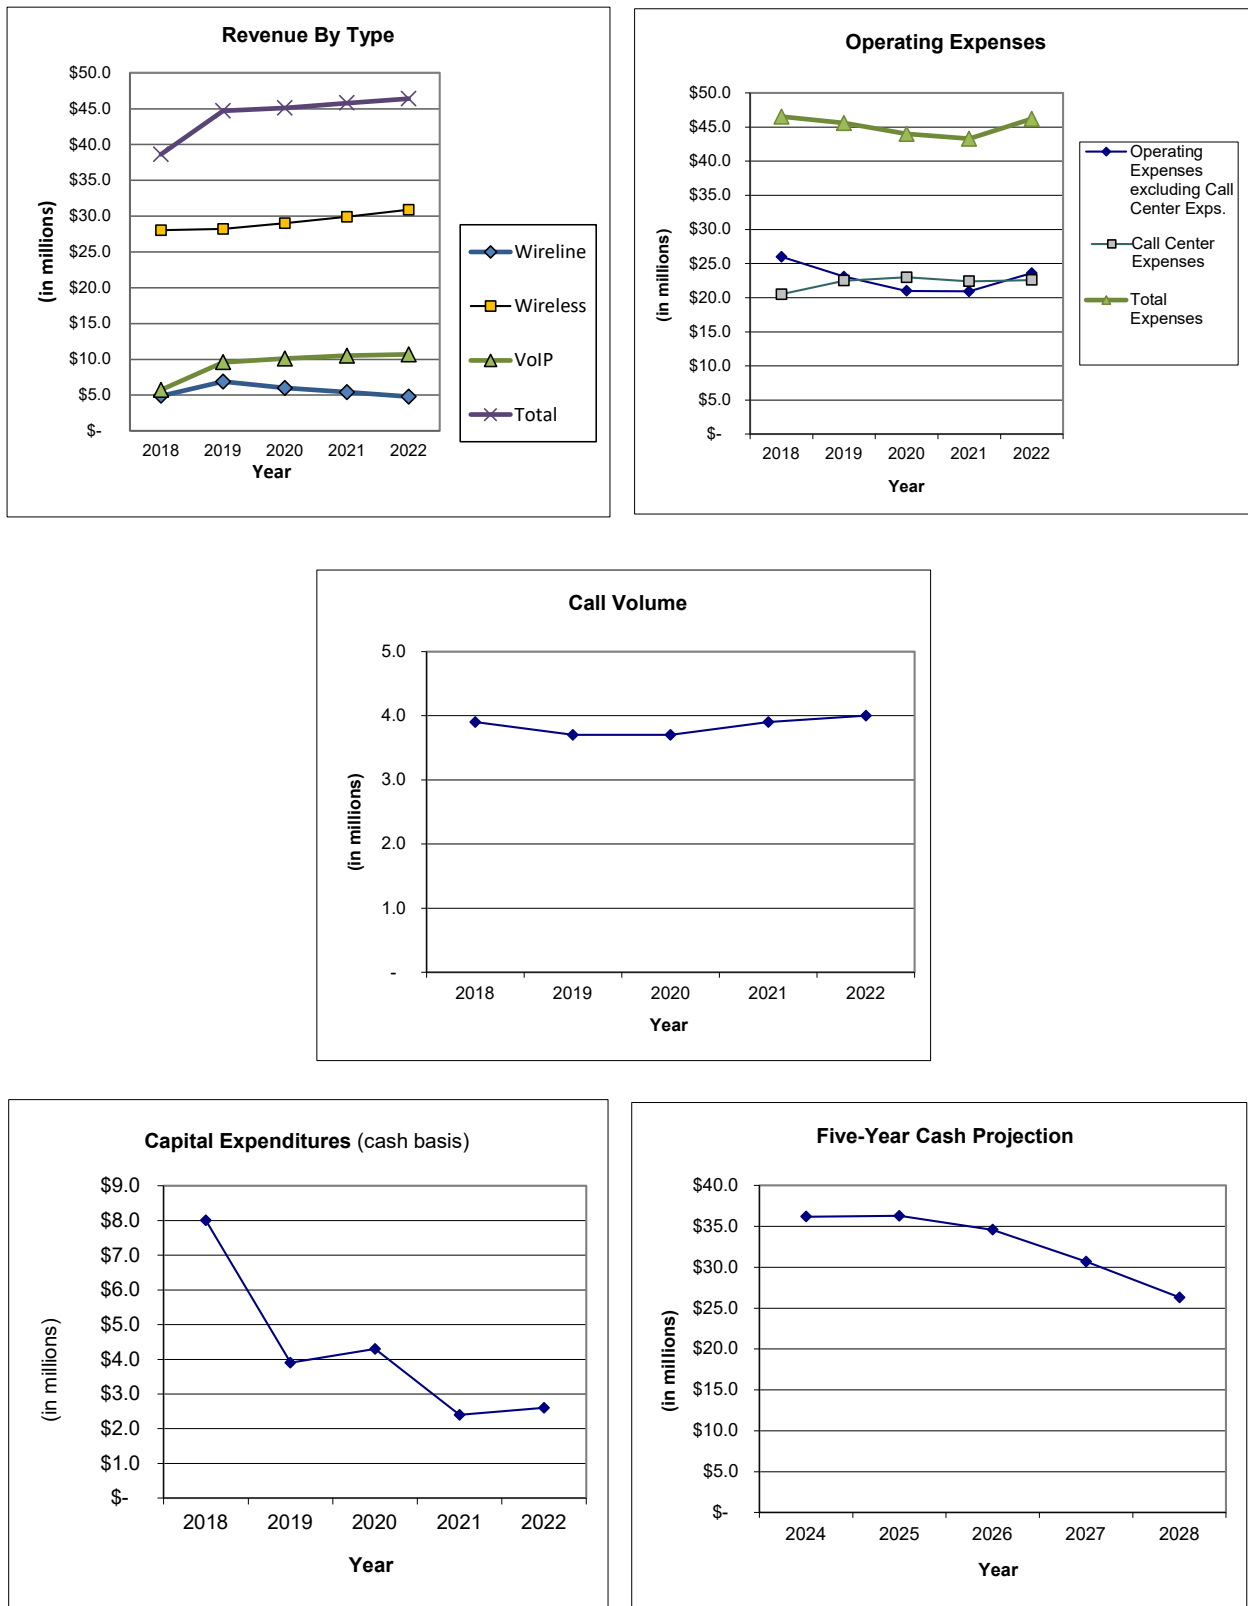 Revenue By Type
$50.0
$45.0
$40.0
$35.0
$30.0
$25.0
$20.0
$15.0
$10.0
$5.0
$-
(in millions)
2018 2019 2020 2021 2022
Year
Wireline
Wireless
VoIP
Total
Operating Expenses
$50.0
$45.0
$40.0
$35.0
$30.0
$25.0
$20.0
$15.0
$10.0
$5.0
$-
(in millions)
2018 2019 2020 2021 2022
Year
Operating
Expenses
excluding Call
Center Exps.
Call Center
Expenses
Total
Expenses
Call Volume
5.0
4.0
3.0
2.0
1.0
-
(in millions)
2018 2019 2020 2021 2022
Year
Capital Expenditures (cash basis)
$9.0
$8.0
$7.0
$6.0
$5.0
$4.0
$3.0
$2.0
$1.0
$-
(in millions)
2018 2019 2020 2021 2022
Year
Five-Year Cash Projection
$40.0
$35.0
$30.0
$25.0
$20.0
$15.0
$10.0
$5.0
$-
(in millions)
2024 2025 2026 2027 2028
Year